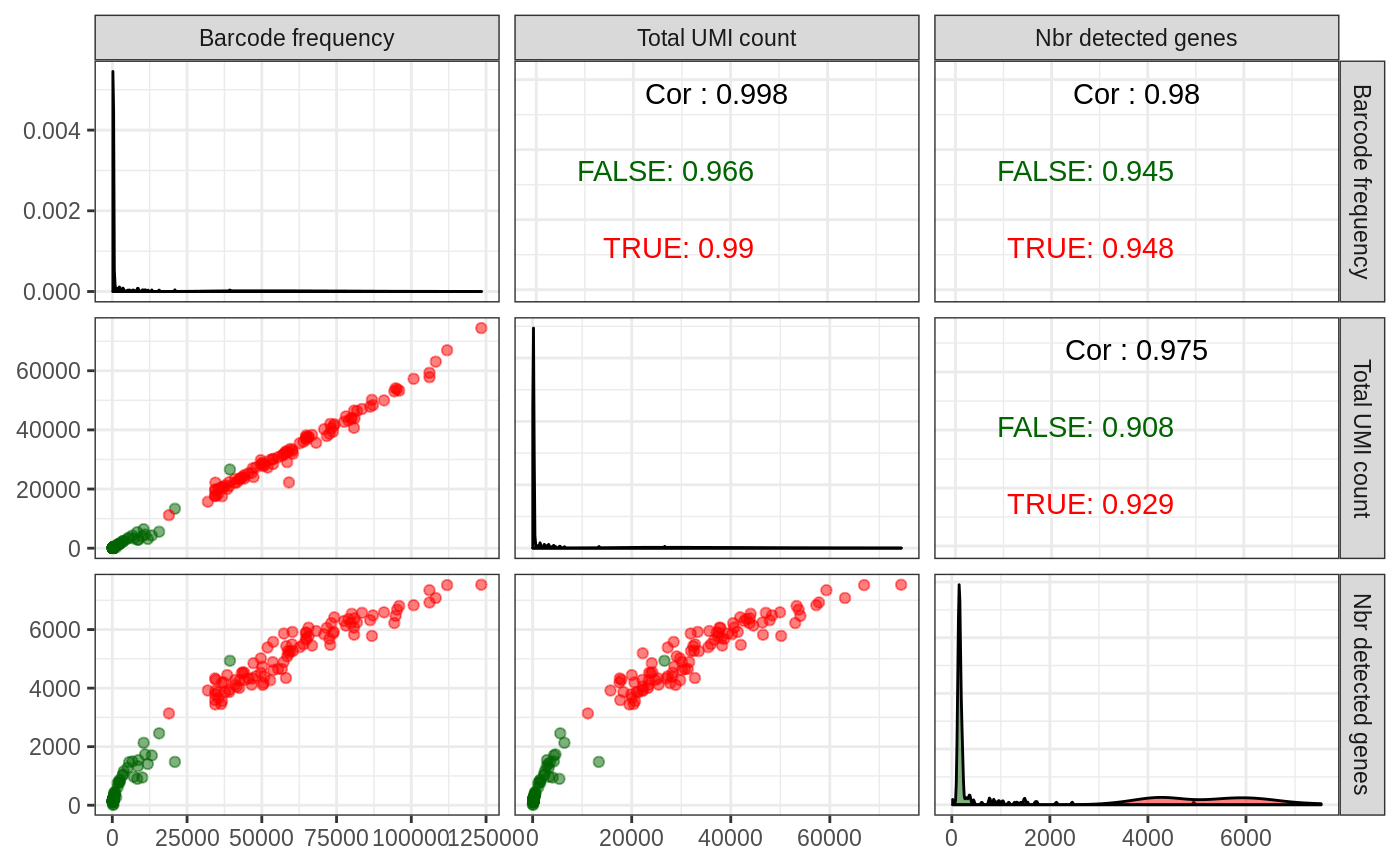 Barcode frequency
Total UMI count
Nbr detected genes
0.004
0.002
0.000
Cor : 0.998
FALSE: 0.966
TRUE: 0.99
Cor : 0.98
FALSE: 0.945
TRUE: 0.948
Barcode frequency
60000
40000
20000
0
Cor : 0.975
FALSE: 0.908
TRUE: 0.929
Total UMI count
6000
4000
2000
0
Nbr detected genes
0 25000 50000 75000 100000 125000
0 20000 40000 60000
0 2000 4000 6000